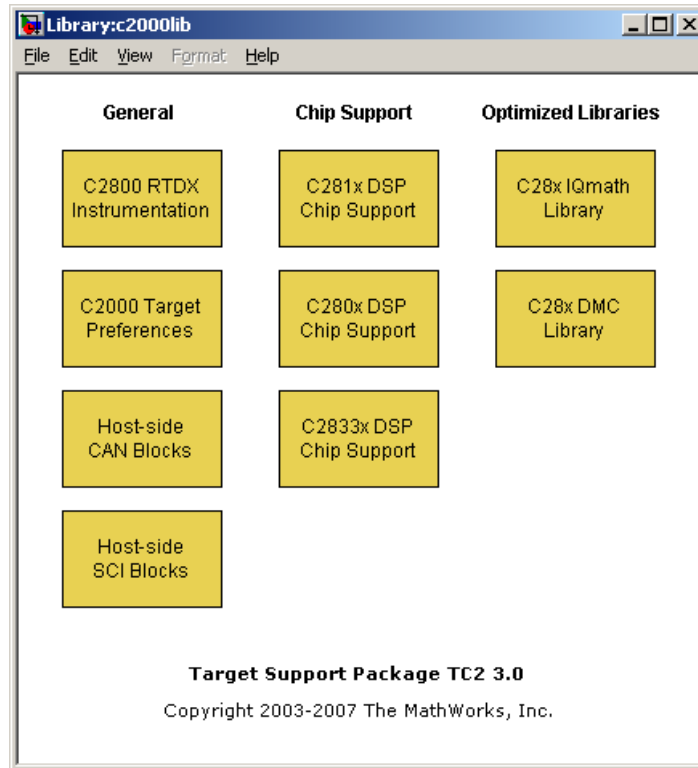 Library:c2000lib
File Edit View Format Help
General Chip Support Optimized Libraries
C2800 RTDX
Instrumentation
C281x DSP
Chip Support
C28x IQmath
Library
C2000 Target
Preferences
C280x DSP
Chip Support
C28x DMC
Library
Host-side
CAN Blocks
C2833x DSP
Chip Support
Host-side
SCI Blocks
Target Support Package TC2 3.0
Copyright 2003-2007 The MathWorks, Inc.